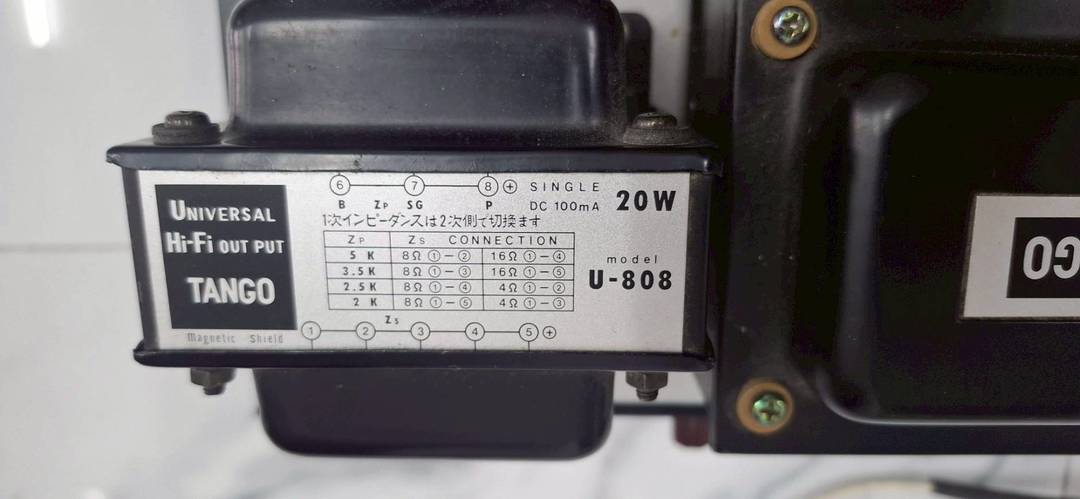 UNIVERSAL
Hi-Fi OUT PUT
TANGO
Magnetic Shield
6 7 8 ⊕ SINGLE
B ZP SG P DC 100mA 20W
1次インピーダンスは2次側で切換ます
ZP ZS CONNECTION
5 K 8Ω ①-② 16Ω ①-④
3.5K 8Ω ①-③ 16Ω ①-⑤
2.5K 8Ω ①-④ 4Ω ①-②
2 K 8Ω ①-⑤ 4Ω ①-③
model
U-808
ZS
① ② ③ ④ ⑤ ⊕
GO